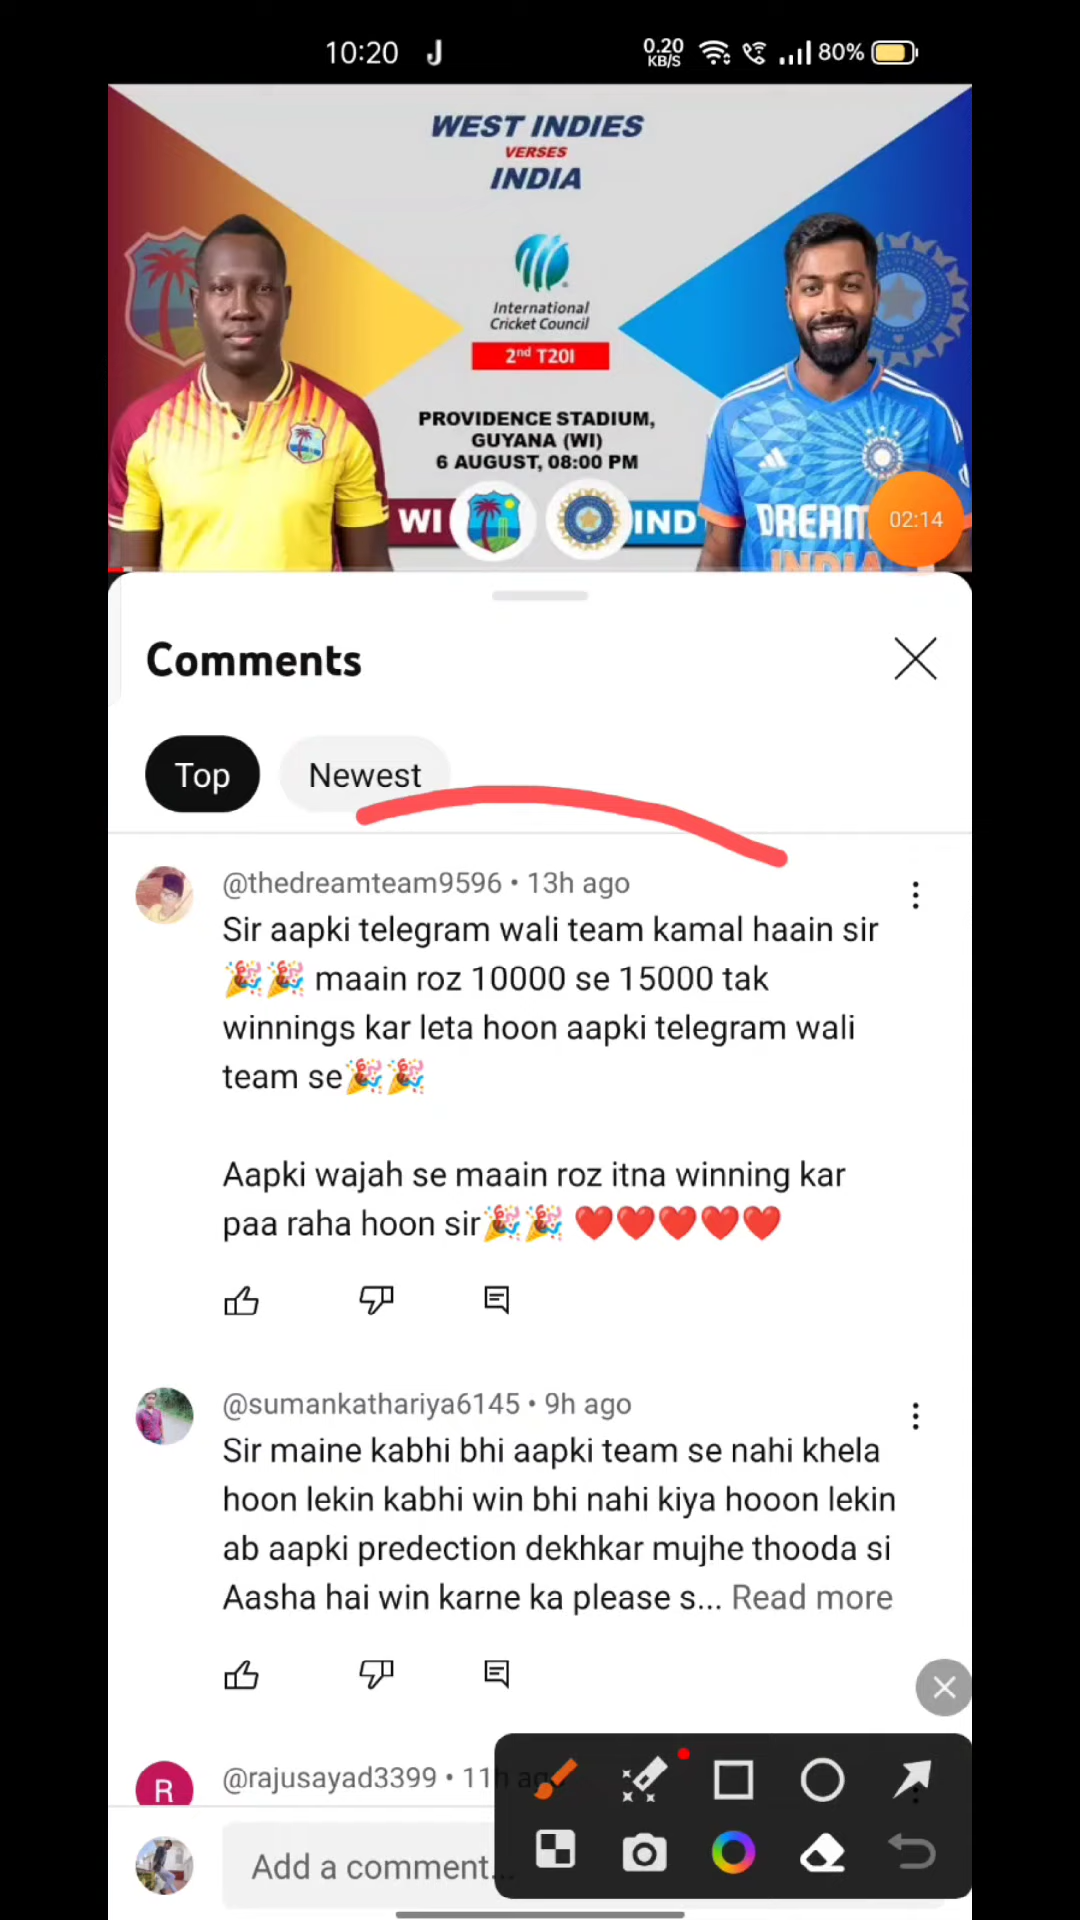 10:20
0.20
KB/S
80%
WEST INDIES
VERSES
INDIA
International
Cricket Council
2nd T20I
PROVIDENCE STADIUM,
GUYANA (WI)
6 AUGUST, 08:00 PM
WI
IND
DREAM
INDIA
02:14
Comments
Top
Newest
@thedreamteam9596 • 13h ago
Sir aapki telegram wali team kamal haain sir
🎉🎉 maain roz 10000 se 15000 tak
winnings kar leta hoon aapki telegram wali
team se🎉🎉
Aapki wajah se maain roz itna winning kar
paa raha hoon sir🎉🎉 ❤️❤️❤️❤️❤️
@sumankathariya6145 • 9h ago
Sir maine kabhi bhi aapki team se nahi khela
hoon lekin kabhi win bhi nahi kiya hooon lekin
ab aapki predection dekhkar mujhe thooda si
Aasha hai win karne ka please s... Read more
R
@rajusayad3399 • 11h ago
Add a comment...